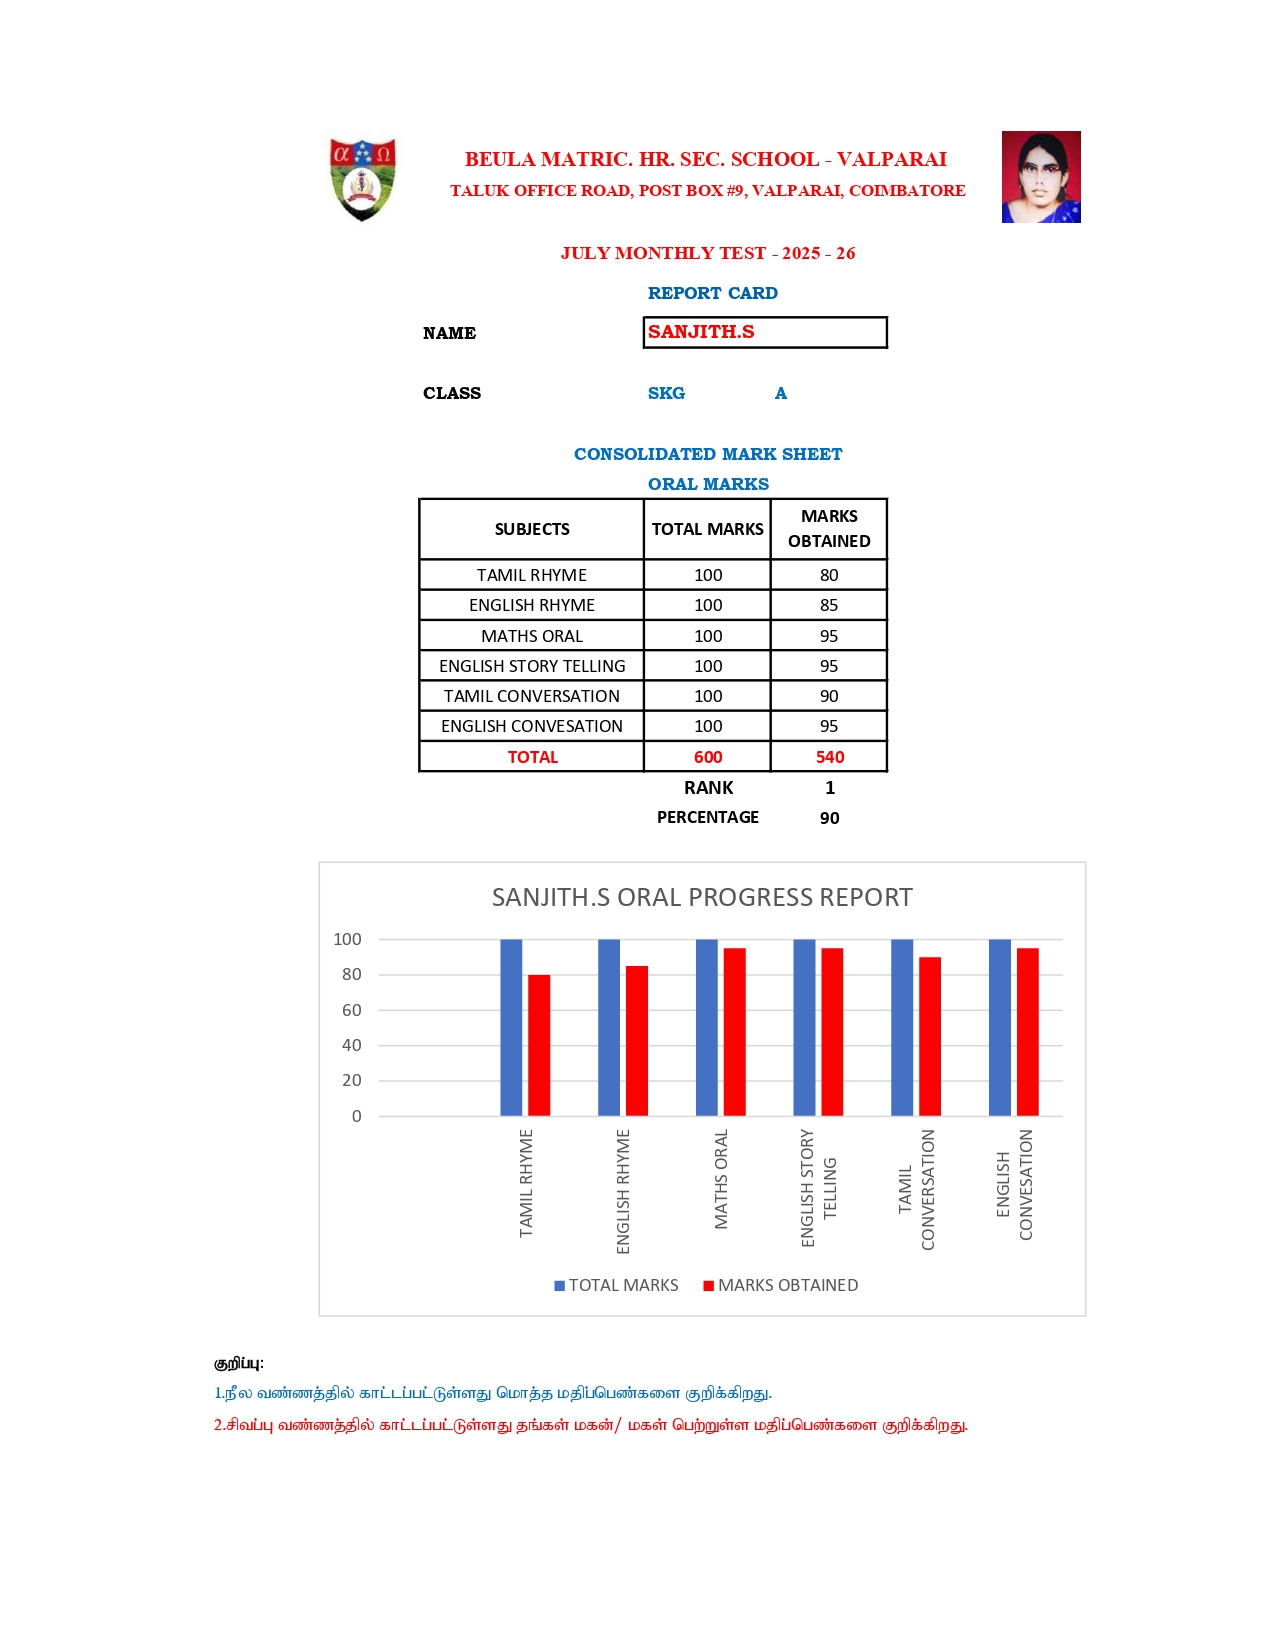 α Ω
BEULA MATRIC. HR. SEC. SCHOOL - VALPARAI
TALUK OFFICE ROAD, POST BOX #9, VALPARAI, COIMBATORE
JULY MONTHLY TEST - 2025 - 26
REPORT CARD
NAME SANJITH.S
CLASS SKG A
CONSOLIDATED MARK SHEET
ORAL MARKS
SUBJECTS TOTAL MARKS MARKS OBTAINED
TAMIL RHYME 100 80
ENGLISH RHYME 100 85
MATHS ORAL 100 95
ENGLISH STORY TELLING 100 95
TAMIL CONVERSATION 100 90
ENGLISH CONVESATION 100 95
TOTAL 600 540
RANK 1
PERCENTAGE 90
SANJITH.S ORAL PROGRESS REPORT
100
80
60
40
20
0
TAMIL RHYME
ENGLISH RHYME
MATHS ORAL
ENGLISH STORY TELLING
TAMIL CONVERSATION
ENGLISH CONVESATION
TOTAL MARKS MARKS OBTAINED
குறிப்பு:
1.நீல வண்ணத்தில் காட்டப்பட்டுள்ளது மொத்த மதிப்பெண்களை குறிக்கிறது.
2.சிவப்பு வண்ணத்தில் காட்டப்பட்டுள்ளது தங்கள் மகன்/ மகள் பெற்றுள்ள மதிப்பெண்களை குறிக்கிறது.